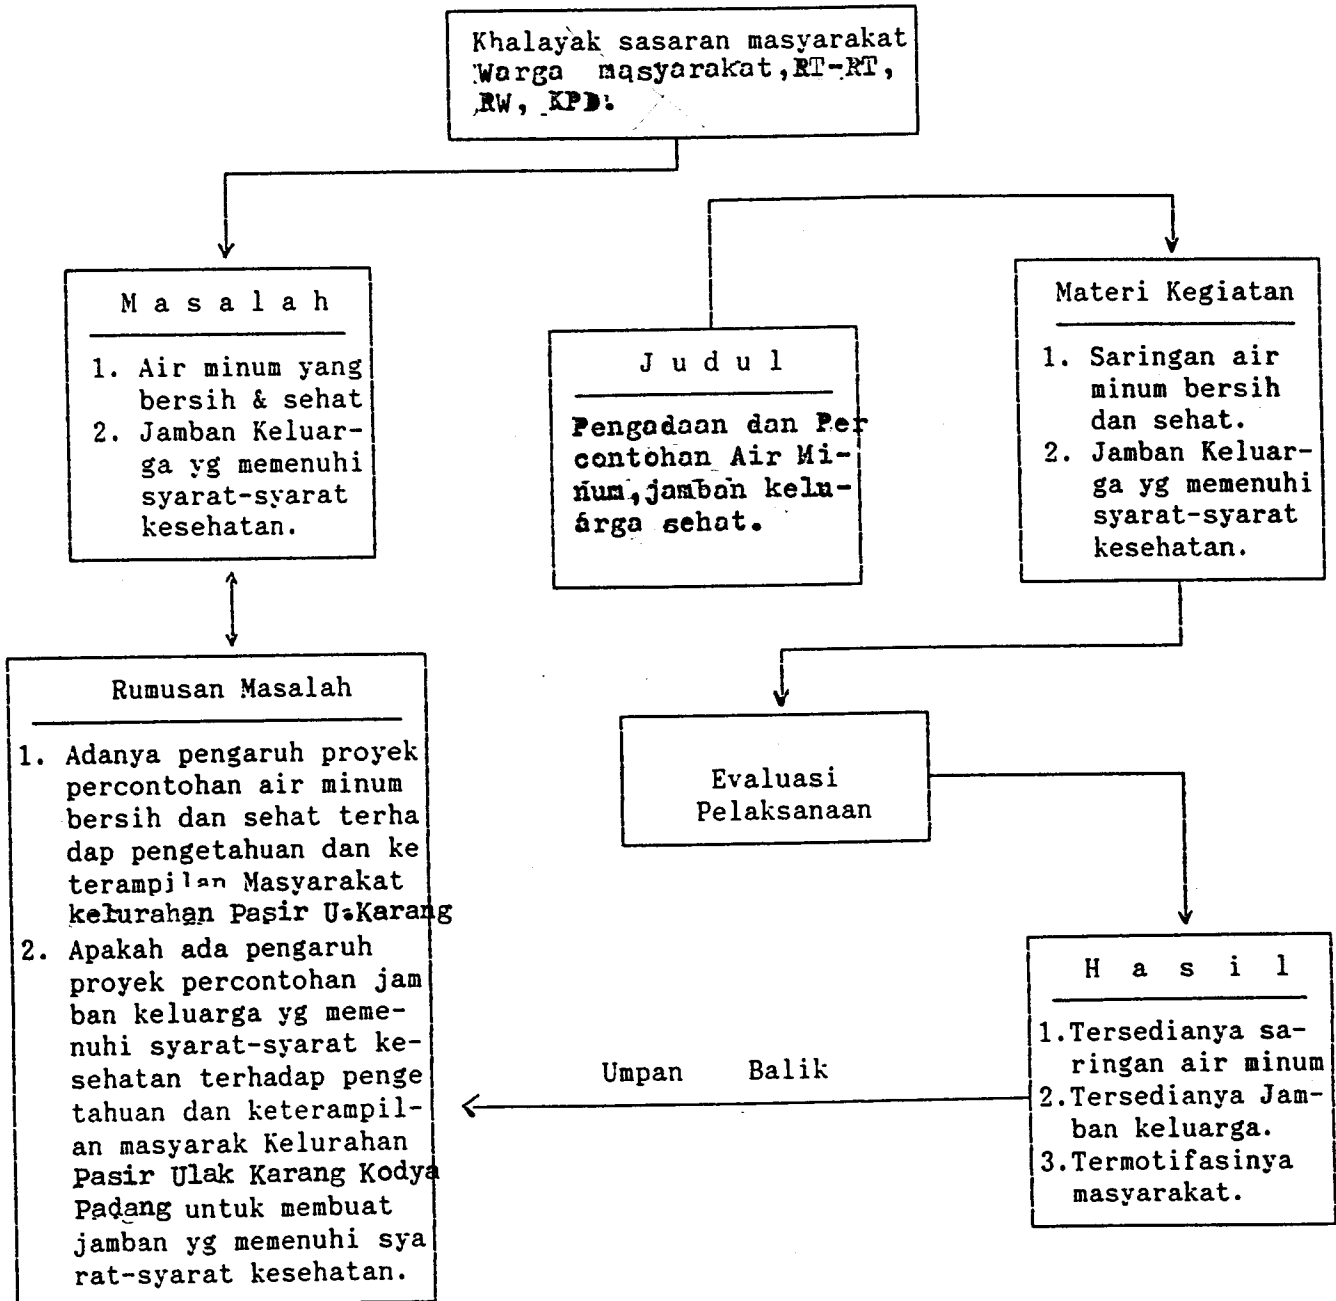 Khalayak sasaran masyarakat
Warga masyarakat,RT-RT,
RW, KPD.
M a s a l a h
1. Air minum yang
bersih & sehat
2. Jamban Keluar-
ga yg memenuhi
syarat-syarat
kesehatan.
J u d u l
Pengadaan dan Per
contohan Air Mi-
num,jamban kelu-
arga sehat.
Materi Kegiatan
1. Saringan air
minum bersih
dan sehat.
2. Jamban Keluar-
ga yg memenuhi
syarat-syarat
kesehatan.
Rumusan Masalah
1. Adanya pengaruh proyek
percontohan air minum
bersih dan sehat terha
dap pengetahuan dan ke
terampilan Masyarakat
kelurahan Pasir U.Karang
2. Apakah ada pengaruh
proyek percontohan jam
ban keluarga yg meme-
nuhi syarat-syarat ke-
sehatan terhadap penge
tahuan dan keterampil-
an masyarak Kelurahan
Pasir Ulak Karang Kodya
Padang untuk membuat
jamban yg memenuhi sya
rat-syarat kesehatan.
Evaluasi
Pelaksanaan
H a s i l
1.Tersedianya sa-
ringan air minum
2.Tersedianya Jam-
ban keluarga.
3.Termotifasinya
masyarakat.
Umpan Balik